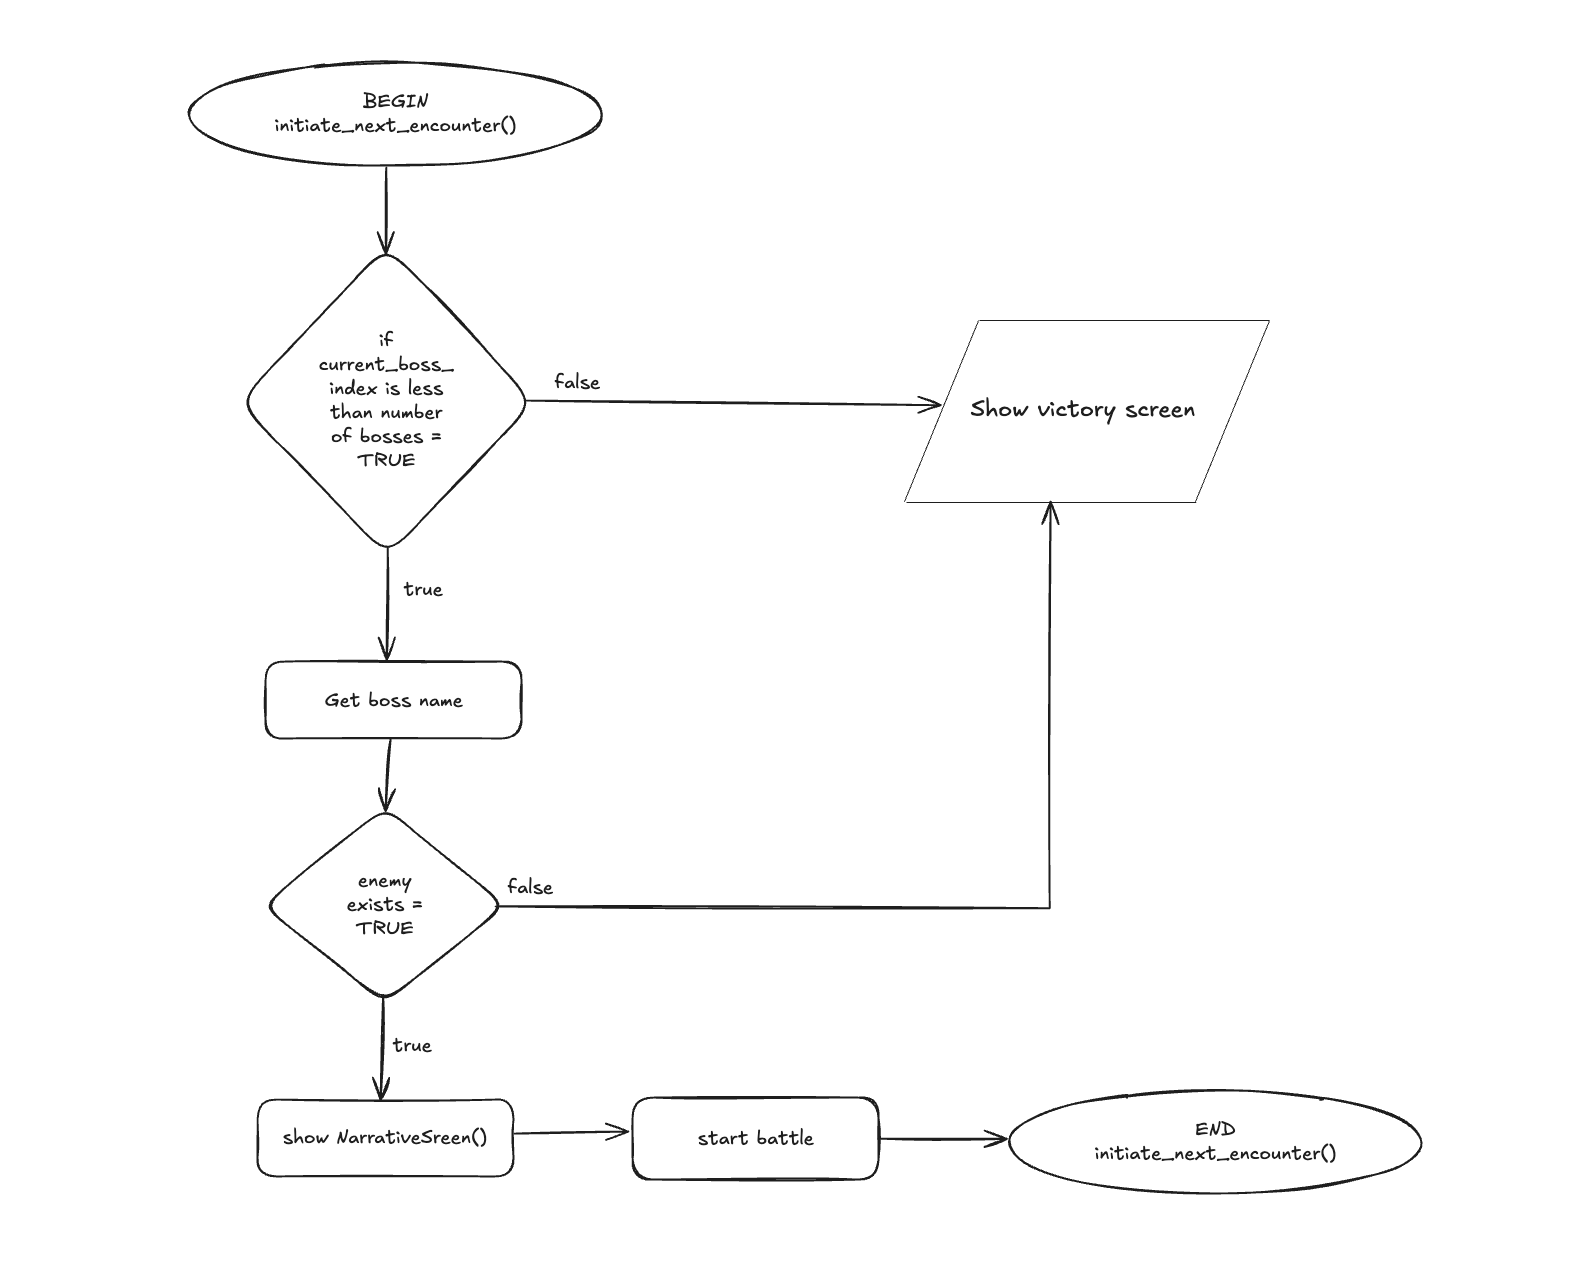 BEGIN
initiate_next_encounter()
if
current_boss_
index is less
than number
of bosses =
TRUE
false
Show victory screen
true
Get boss name
enemy
exists =
TRUE
false
true
show NarrativeSreen()
start battle
END
initiate_next_encounter()